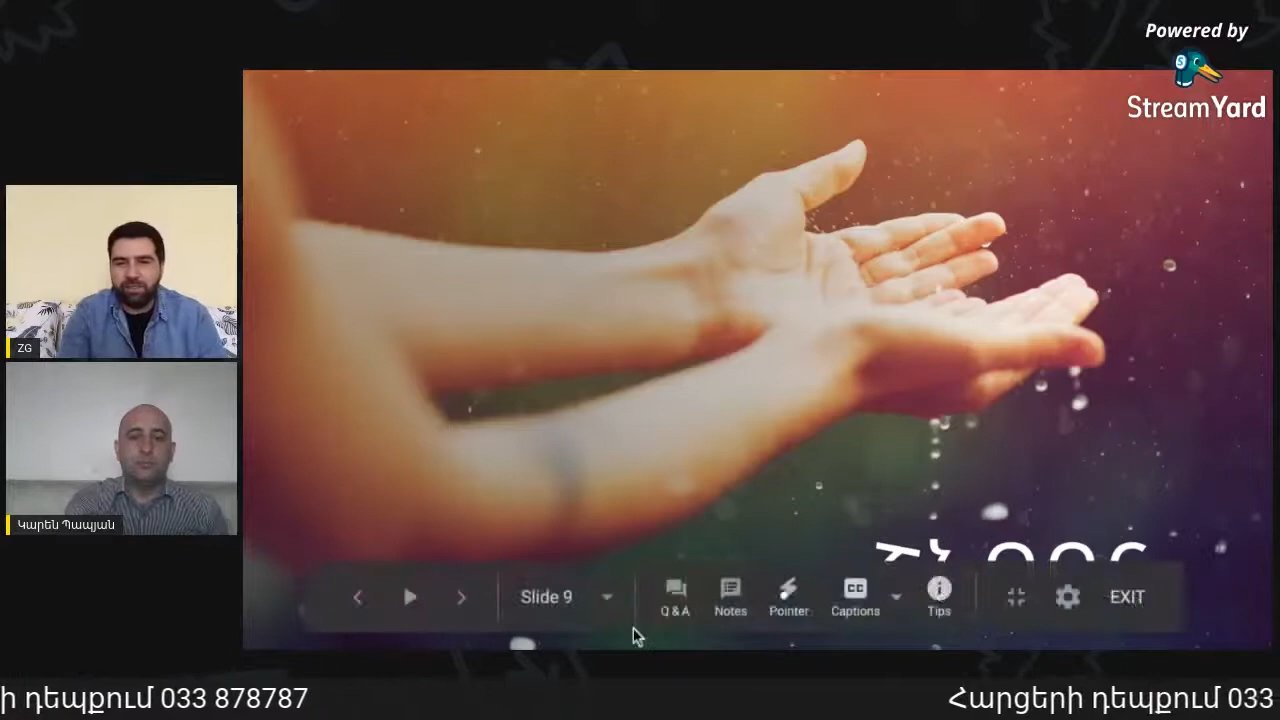 Powered by
StreamYard
ZG
Կարեն Պապյան
Slide 9
Q & A
Notes
Pointer
Captions
Tips
EXIT
ի դեպքում 033 878787
Հարցերի դեպքում 033